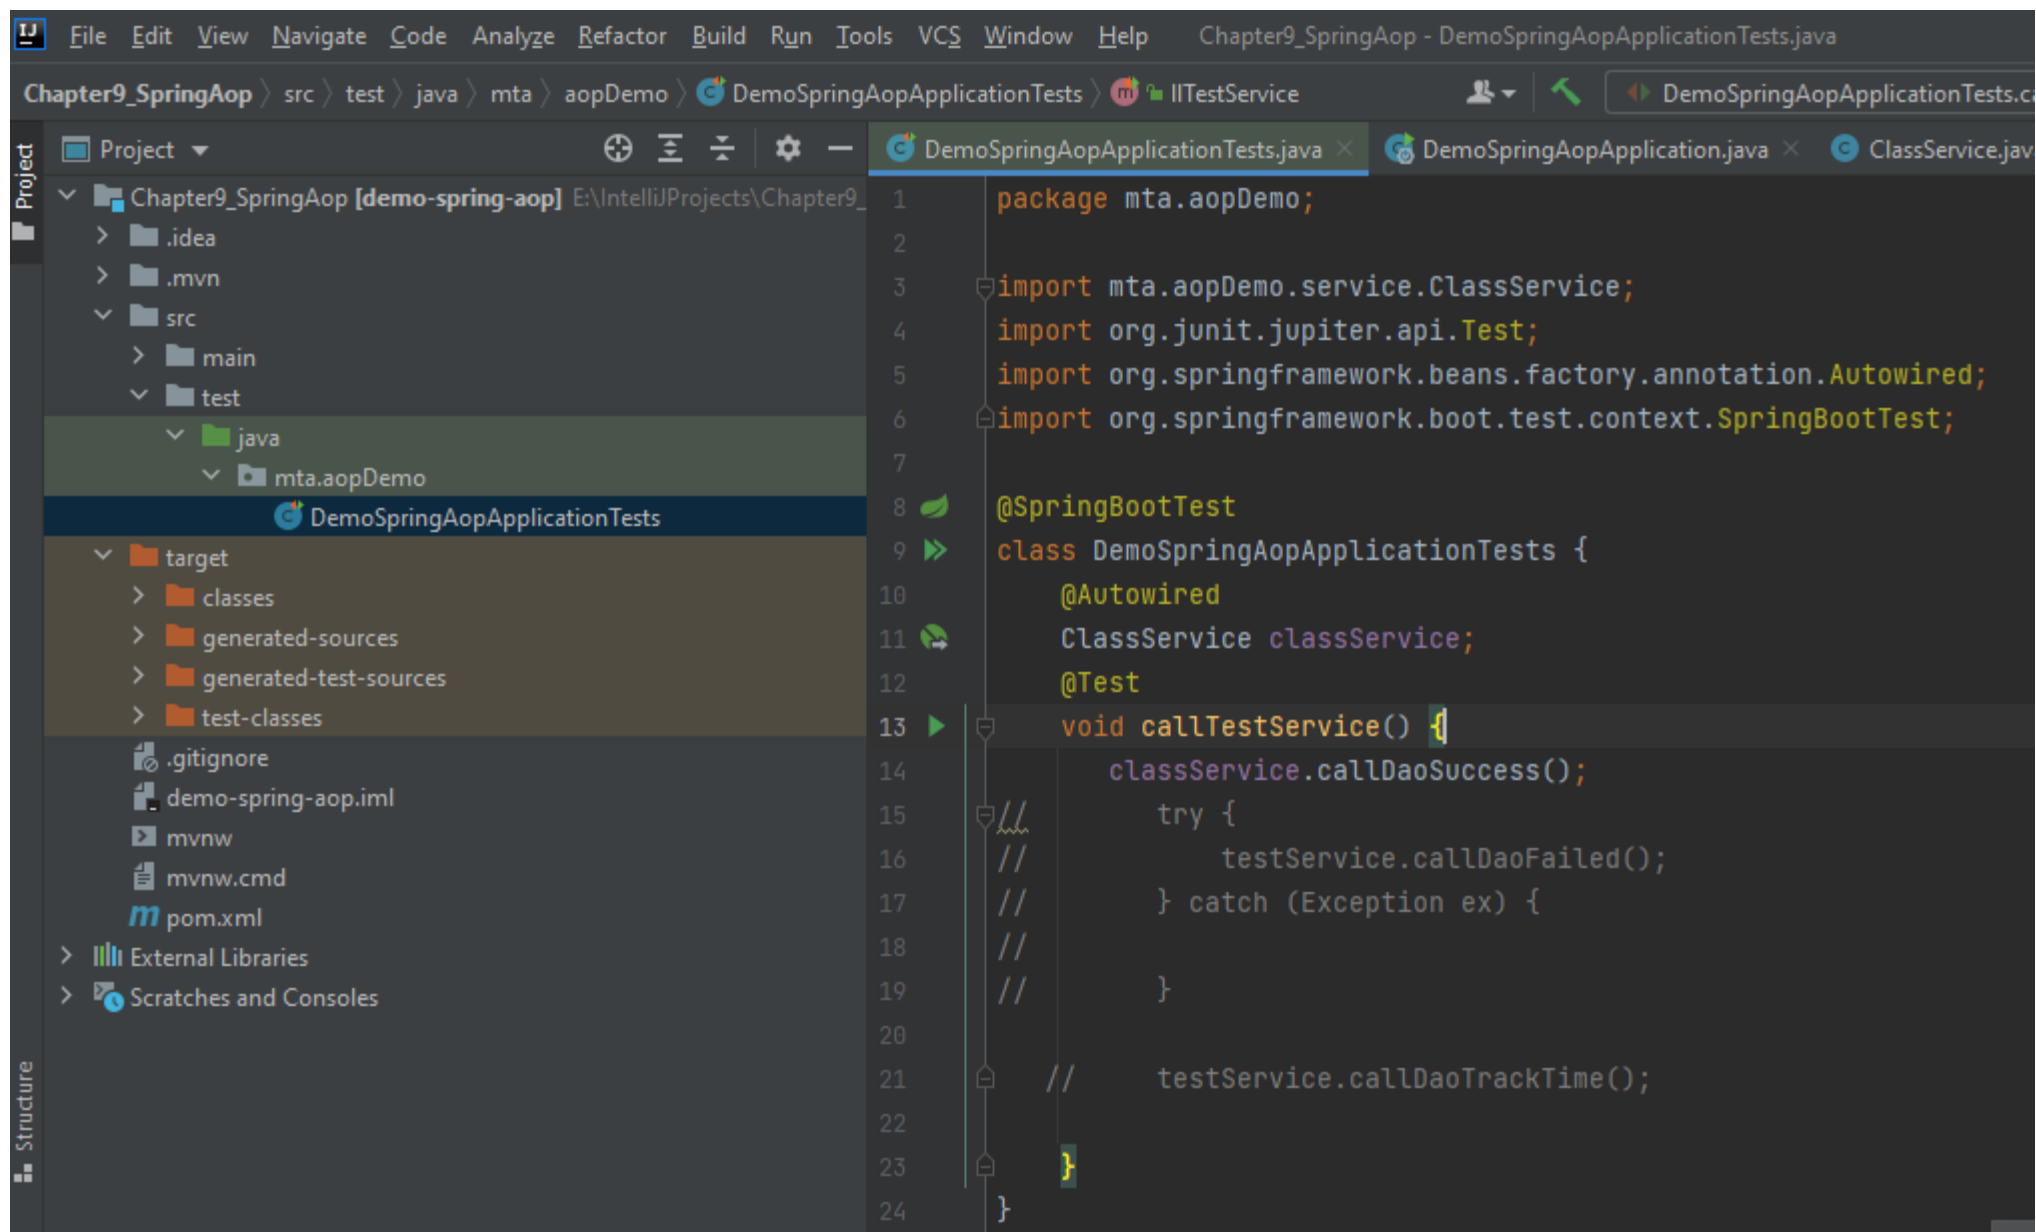 File Edit View Navigate Code Analyze Refactor Build Run Tools VCS Window Help Chapter9_SpringAop - DemoSpringAopApplicationTests.java
Chapter9_SpringAop src test java mta aopDemo DemoSpringAopApplicationTests m llTestService DemoSpringAopApplicationTests.ca
Project
Structure
Project
Chapter9_SpringAop [demo-spring-aop] E:\IntelliJProjects\Chapter9_
.idea
.mvn
src
main
test
java
mta.aopDemo
DemoSpringAopApplicationTests
target
classes
generated-sources
generated-test-sources
test-classes
.gitignore
demo-spring-aop.iml
mvnw
mvnw.cmd
pom.xml
External Libraries
Scratches and Consoles
DemoSpringAopApplicationTests.java DemoSpringAopApplication.java ClassService.jav
1 package mta.aopDemo;
2
3 import mta.aopDemo.service.ClassService;
4 import org.junit.jupiter.api.Test;
5 import org.springframework.beans.factory.annotation.Autowired;
6 import org.springframework.boot.test.context.SpringBootTest;
7
8 @SpringBootTest
9 class DemoSpringAopApplicationTests {
10 @Autowired
11 ClassService classService;
12 @Test
13 void callTestService() {
14 classService.callDaoSuccess();
15 // try {
16 // testService.callDaoFailed();
17 // } catch (Exception ex) {
18 //
19 // }
20
21 // testService.callDaoTrackTime();
22
23 }
24 }